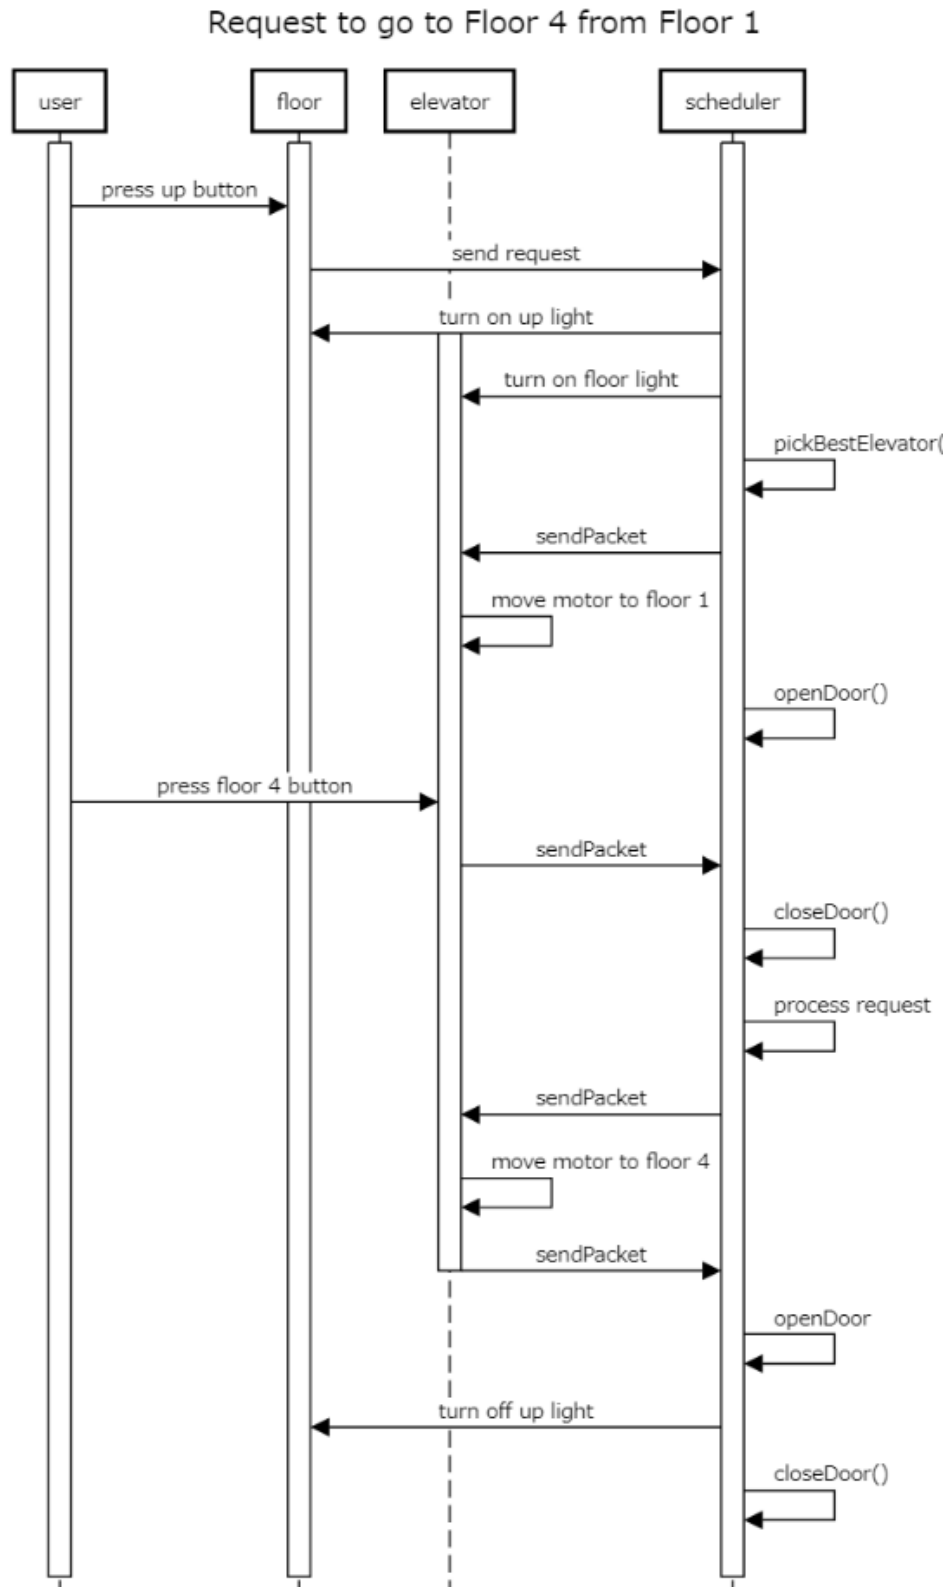 Request to go to Floor 4 from Floor 1
user
floor
elevator
scheduler
press up button
send request
turn on up light
turn on floor light
pickBestElevator(
sendPacket
move motor to floor 1
openDoor()
press floor 4 button
sendPacket
closeDoor()
process request
sendPacket
move motor to floor 4
sendPacket
openDoor
turn off up light
closeDoor()